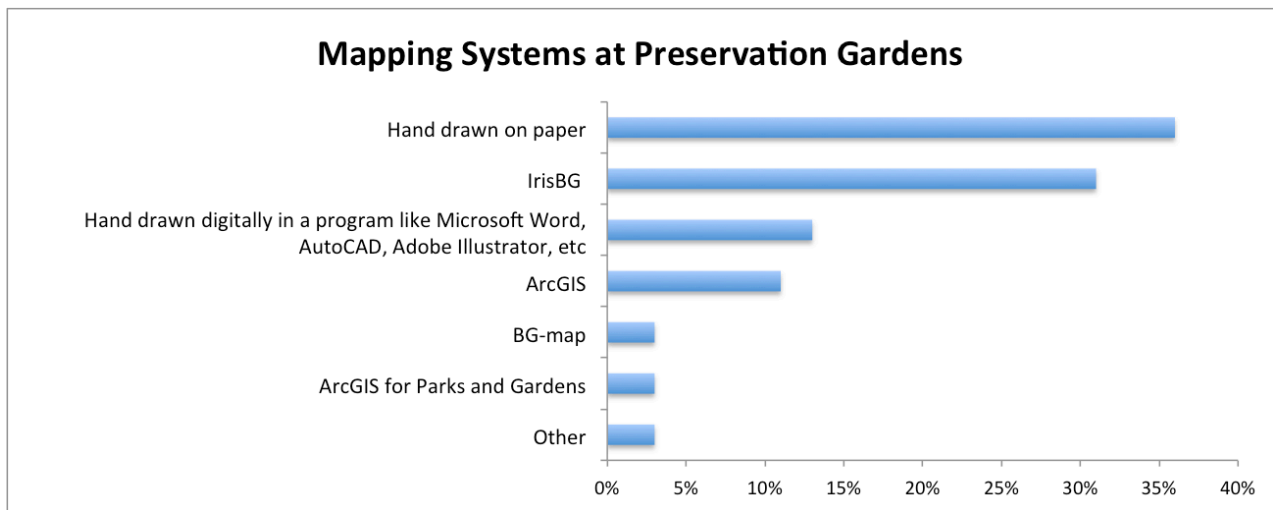 Mapping Systems at Preservation Gardens
Hand drawn on paper
IrisBG
Hand drawn digitally in a program like Microsoft Word,
AutoCAD, Adobe Illustrator, etc
ArcGIS
BG-map
ArcGIS for Parks and Gardens
Other
0% 5% 10% 15% 20% 25% 30% 35% 40%